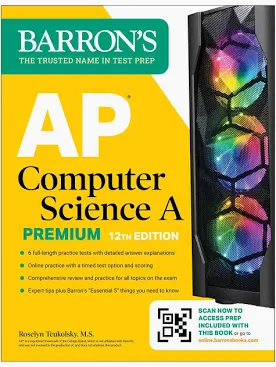 BARRON'S
THE TRUSTED NAME IN TEST PREP
AP®
Computer
Science A
PREMIUM 12TH EDITION
• 6 full-length practice tests with detailed answer explanations
• Online practice with a timed test option and scoring
• Comprehensive review and practice for all topics on the exam
• Expert tips plus Barron's "Essential 5" things you need to know
SCAN NOW TO
ACCESS PREP
INCLUDED WITH
THIS BOOK or go to
online.barronsbooks.com
Roselyn Teukolsky, M.S.